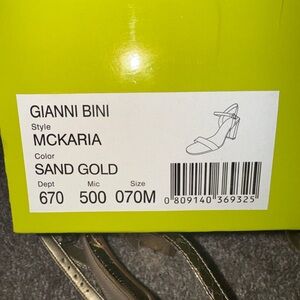 GIANNI BINI
Style
MCKARIA
Color
SAND GOLD
Dept Mic Size
670 500 070M
0 809140 369325